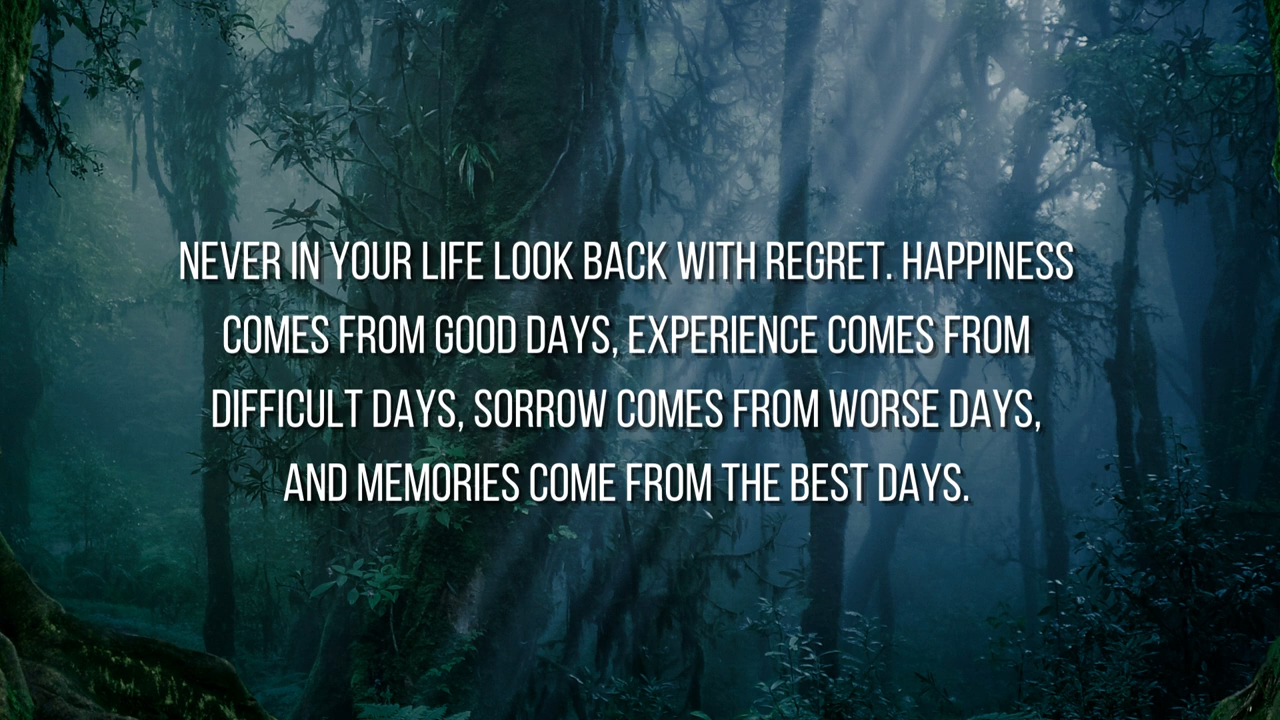 NEVER IN YOUR LIFE LOOK BACK WITH REGRET. HAPPINESS
COMES FROM GOOD DAYS, EXPERIENCE COMES FROM
DIFFICULT DAYS, SORROW COMES FROM WORSE DAYS,
AND MEMORIES COME FROM THE BEST DAYS.